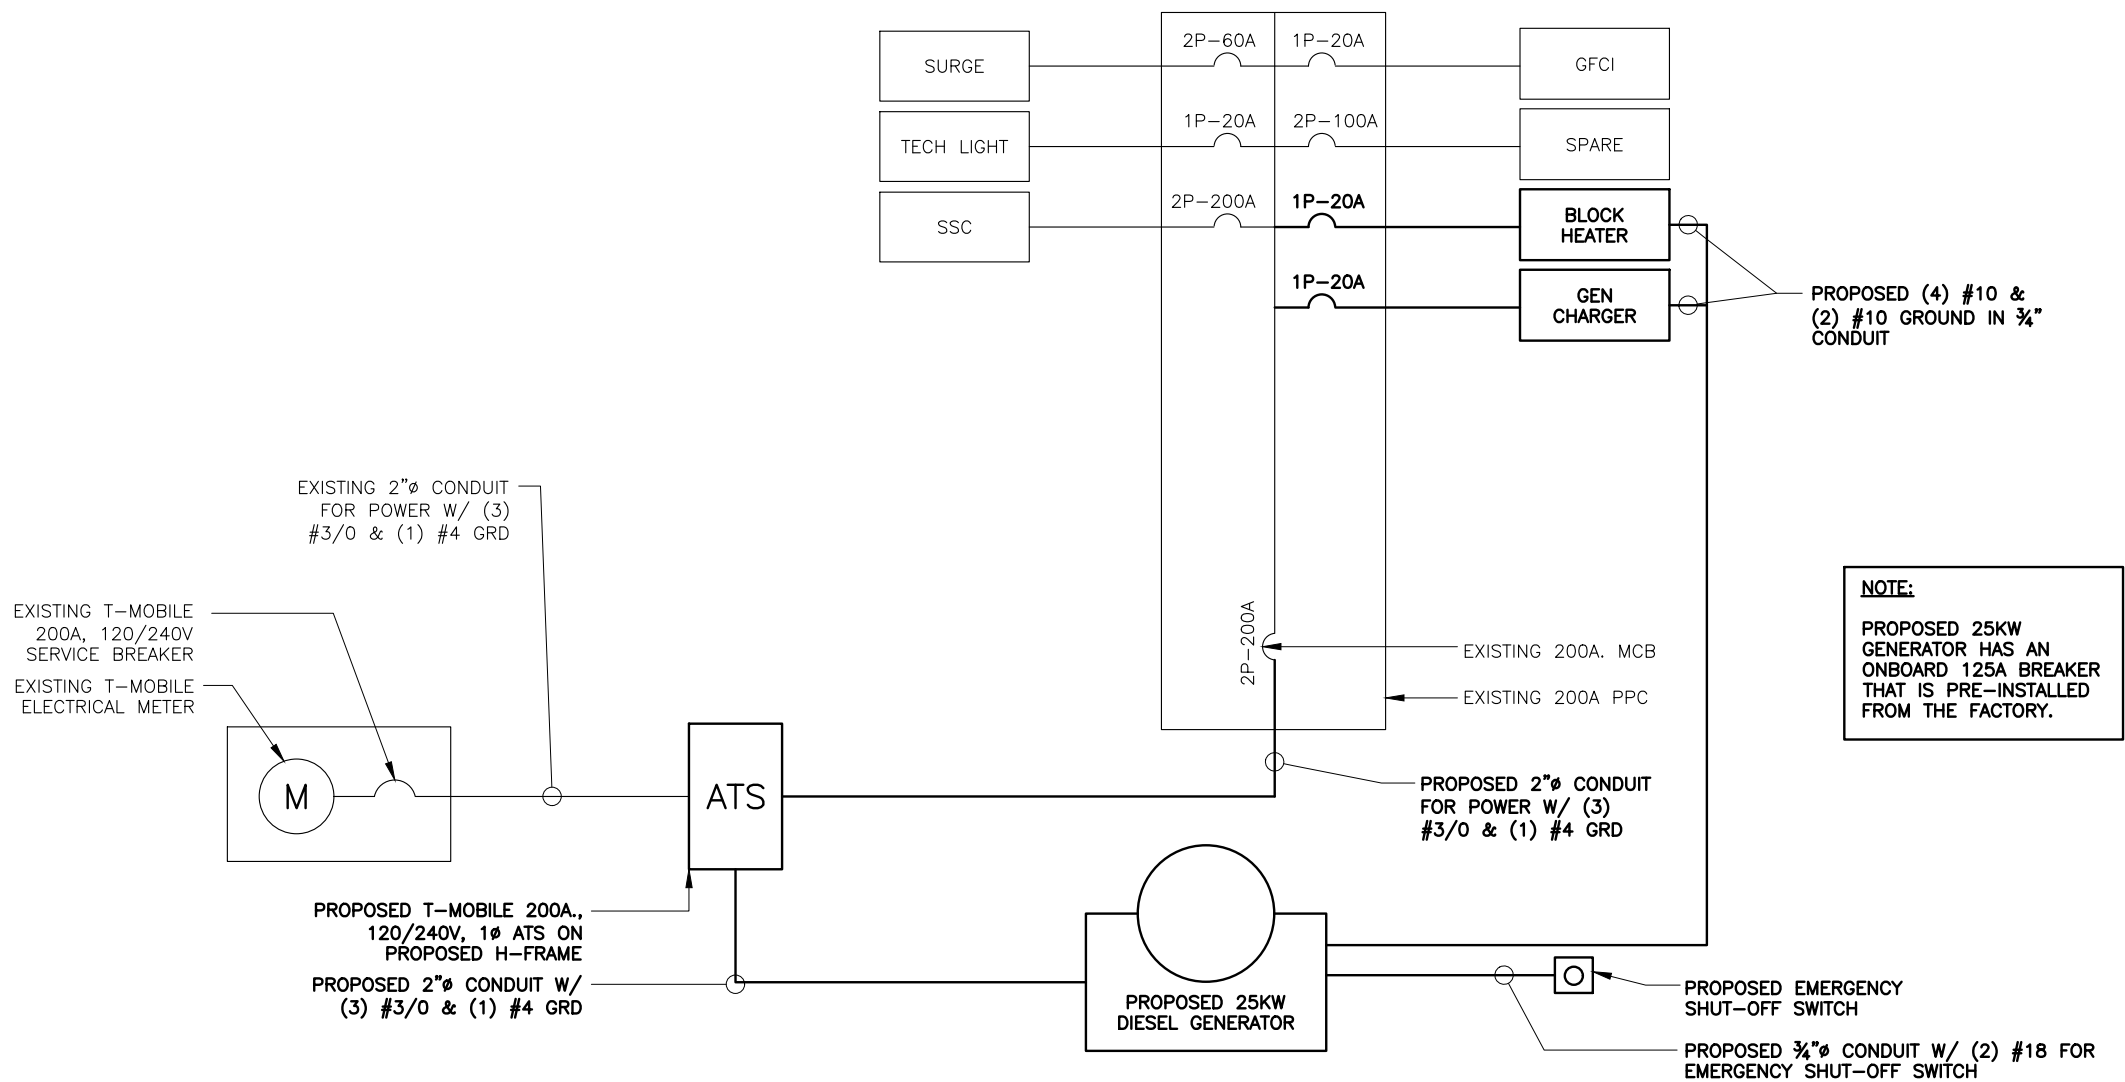 SURGE
2P-60A
1P-20A
GFCI
TECH LIGHT
1P-20A
2P-100A
SPARE
SSC
2P-200A
1P-20A
BLOCK
HEATER
1P-20A
GEN
CHARGER
PROPOSED (4) #10 &
(2) #10 GROUND IN ¾"
CONDUIT
EXISTING 2"ø CONDUIT
FOR POWER W/ (3)
#3/0 & (1) #4 GRD
EXISTING T-MOBILE
200A, 120/240V
SERVICE BREAKER
EXISTING T-MOBILE
ELECTRICAL METER
M
ATS
2P-200A
EXISTING 200A. MCB
EXISTING 200A PPC
NOTE:
PROPOSED 25KW
GENERATOR HAS AN
ONBOARD 125A BREAKER
THAT IS PRE-INSTALLED
FROM THE FACTORY.
PROPOSED 2"ø CONDUIT
FOR POWER W/ (3)
#3/0 & (1) #4 GRD
PROPOSED T-MOBILE 200A.,
120/240V, 1ø ATS ON
PROPOSED H-FRAME
PROPOSED 2"ø CONDUIT W/
(3) #3/0 & (1) #4 GRD
PROPOSED 25KW
DIESEL GENERATOR
PROPOSED EMERGENCY
SHUT-OFF SWITCH
PROPOSED ¾"ø CONDUIT W/ (2) #18 FOR
EMERGENCY SHUT-OFF SWITCH